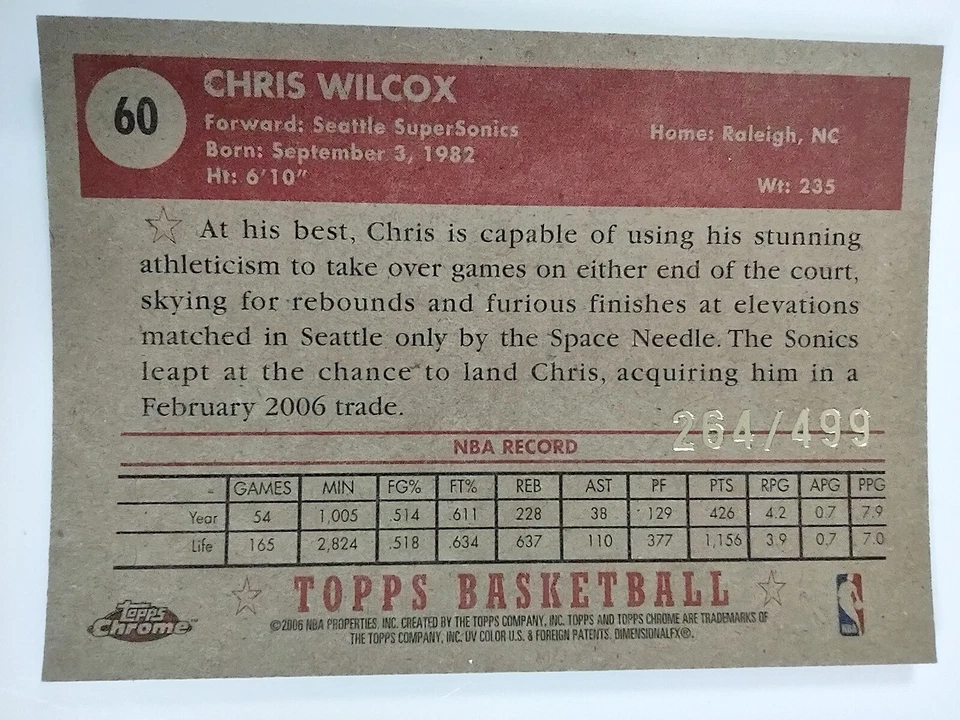 60
CHRIS WILCOX
Forward: Seattle SuperSonics
Home: Raleigh, NC
Born: September 3, 1982
Ht: 6'10"
Wt: 235
At his best, Chris is capable of using his stunning
athleticism to take over games on either end of the court,
skying for rebounds and furious finishes at elevations
matched in Seattle only by the Space Needle. The Sonics
leapt at the chance to land Chris, acquiring him in a
February 2006 trade.
264/499
NBA RECORD
GAMES MIN FG% FT% REB AST PF PTS RPG APG PPG
Year 54 1,005 .514 .611 228 38 129 426 4.2 0.7 7.9
Life 165 2,824 .518 .634 637 110 377 1,156 3.9 0.7 7.0
TOPPS BASKETBALL
Topps Chrome™
©2006 NBA PROPERTIES, INC. CREATED BY THE TOPPS COMPANY, INC. TOPPS AND TOPPS CHROME ARE TRADEMARKS OF
THE TOPPS COMPANY, INC. UV COLOR U.S. & FOREIGN PATENTS, DIMENSIONALFX®.
NBA